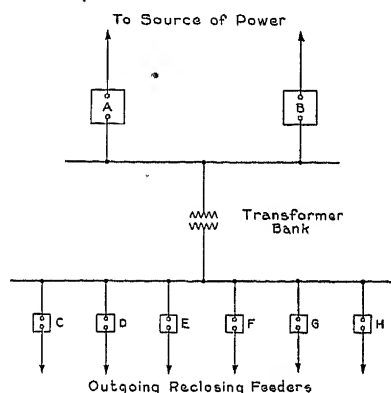 To Source of Power
A B
Transformer
Bank
C D E F G H
Outgoing Reclosing Feeders